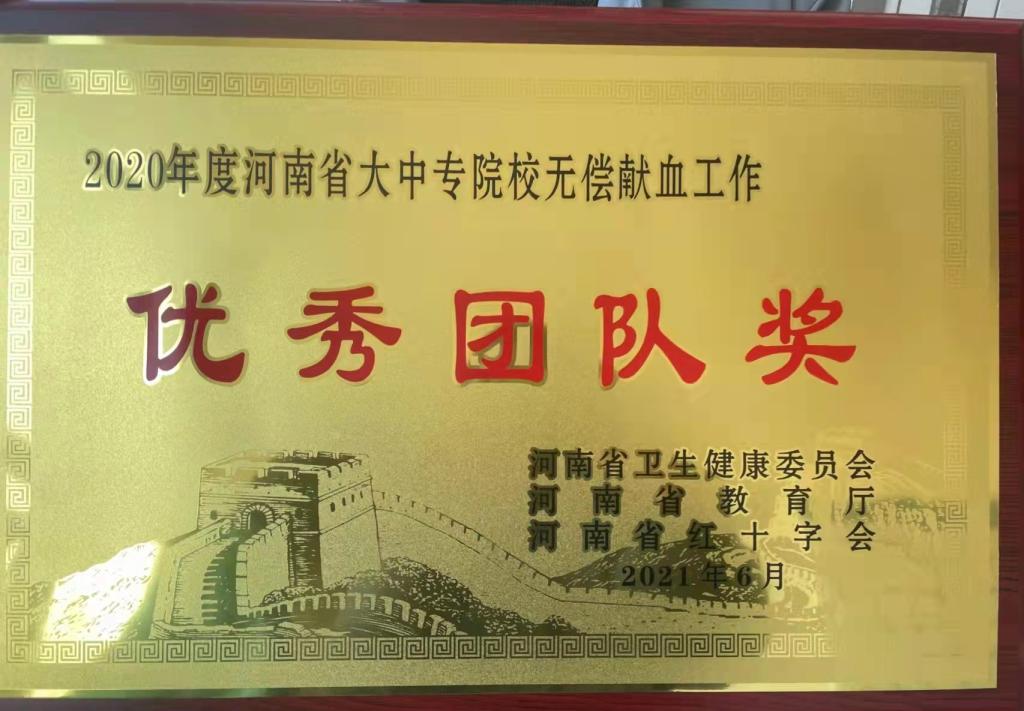 2020年度河南省大中专院校无偿献血工作
优秀团队奖
河南省卫生健康委员会
河南省教育厅
河南省红十字会
2021年6月